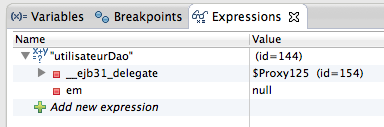 (x)= Variables Breakpoints x+y Expressions
Name Value
x+y =? "utilisateurDao" (id=144)
__ejb31_delegate $Proxy125 (id=154)
em null
Add new expression